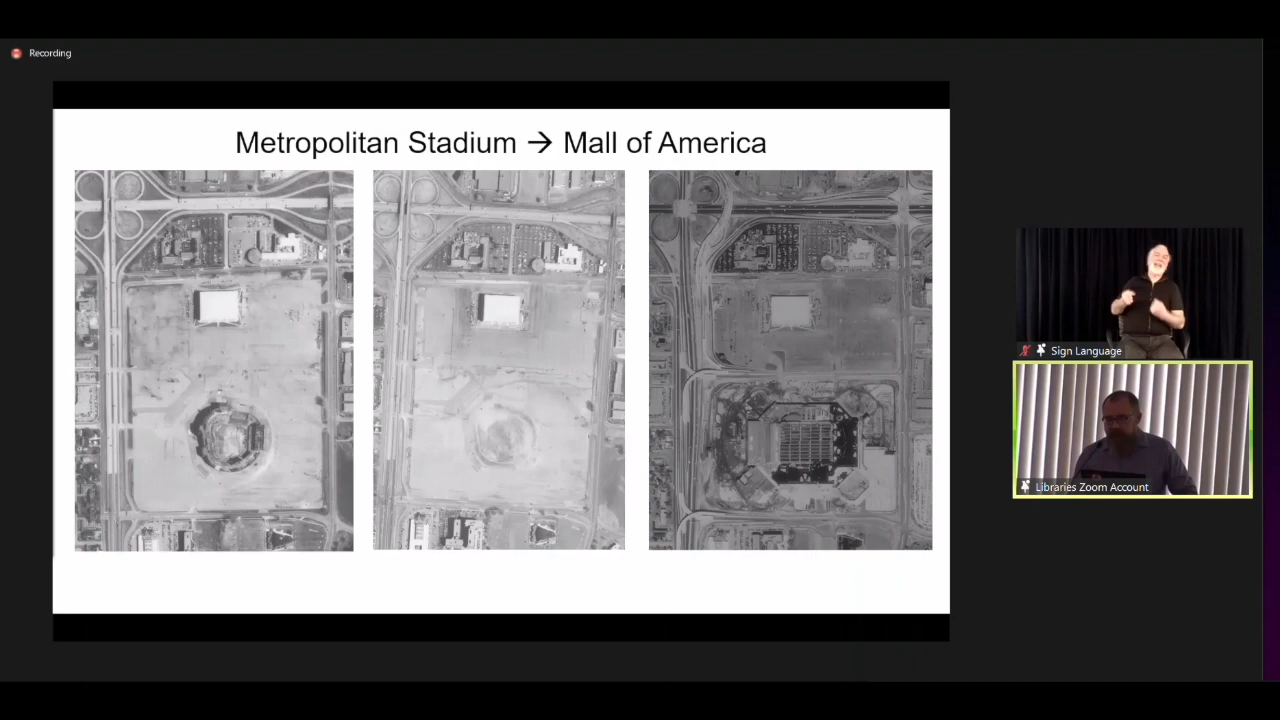 Recording
Metropolitan Stadium → Mall of America
Sign Language
Libraries Zoom Account